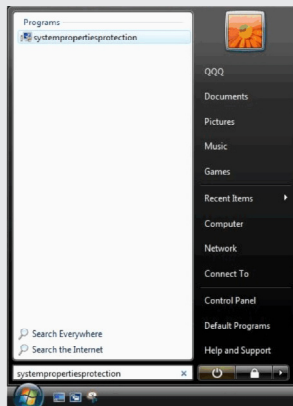 Programs
systempropertiesprotection
Search Everywhere
Search the Internet
systempropertiesprotection
QQQ
Documents
Pictures
Music
Games
Recent Items
Computer
Network
Connect To
Control Panel
Default Programs
Help and Support